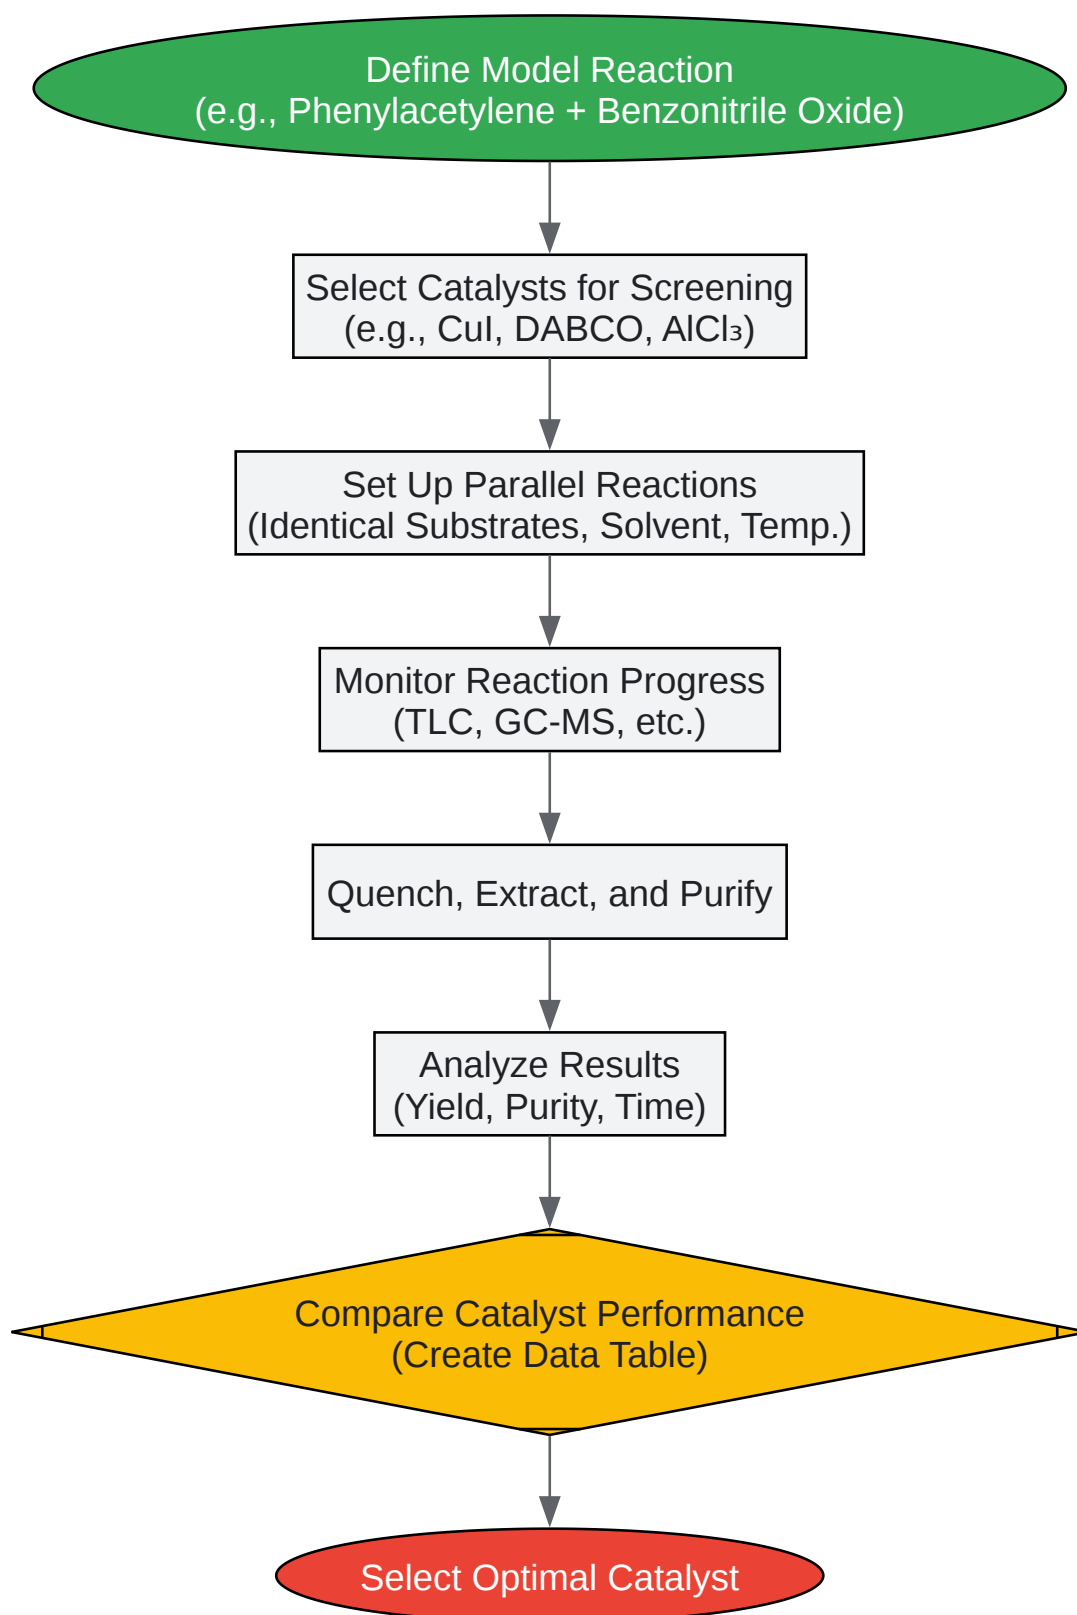 Define Model Reaction
(e.g., Phenylacetylene + Benzonitrile Oxide)
Select Catalysts for Screening
(e.g., CuI, DABCO, AlCl₃)
Set Up Parallel Reactions
(Identical Substrates, Solvent, Temp.)
Monitor Reaction Progress
(TLC, GC-MS, etc.)
Quench, Extract, and Purify
Analyze Results
(Yield, Purity, Time)
Compare Catalyst Performance
(Create Data Table)
Select Optimal Catalyst